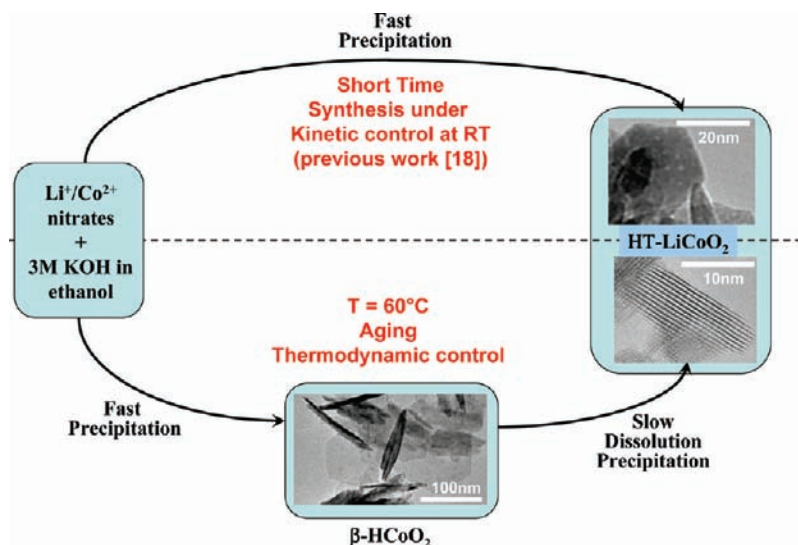 Fast
Precipitation
Short Time
Synthesis under
Kinetic control at RT
(previous work [18])
20nm
Li⁺/Co²⁺
nitrates
+
3M KOH in
ethanol
HT-LiCoO₂
10nm
T = 60°C
Aging
Thermodynamic control
Fast
Precipitation
100nm
Slow
Dissolution
Precipitation
β-HCoO₂